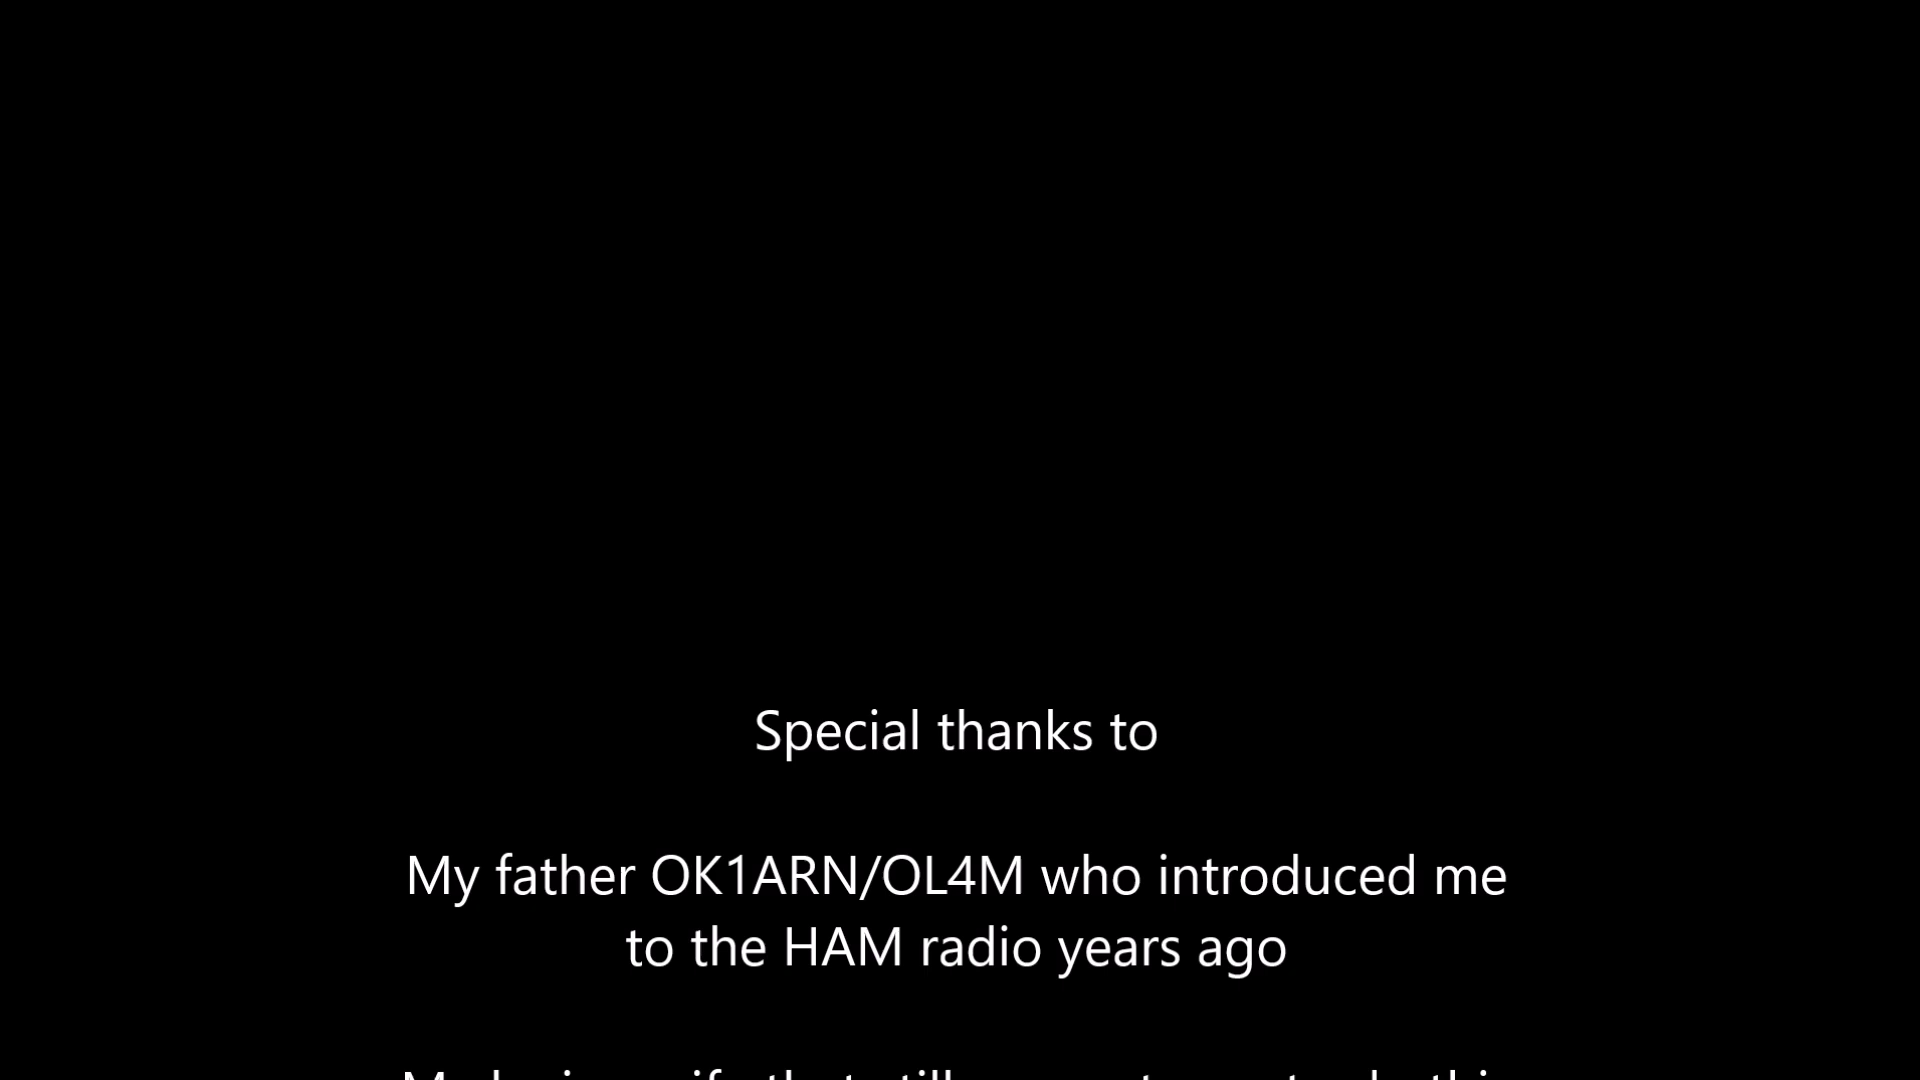 Special thanks to
My father OK1ARN/OL4M who introduced me
to the HAM radio years ago